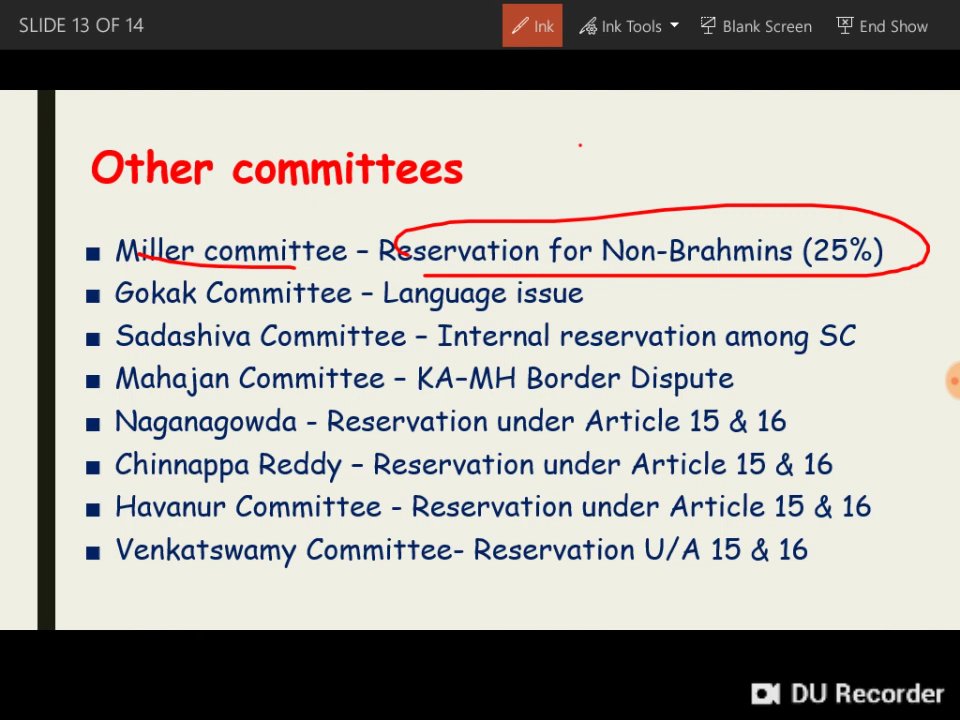 SLIDE 13 OF 14
Ink
Ink Tools
Blank Screen
End Show
Other committees
■ Miller committee – Reservation for Non-Brahmins (25%)
■ Gokak Committee – Language issue
■ Sadashiva Committee – Internal reservation among SC
■ Mahajan Committee – KA–MH Border Dispute
■ Naganagowda - Reservation under Article 15 & 16
■ Chinnappa Reddy – Reservation under Article 15 & 16
■ Havanur Committee - Reservation under Article 15 & 16
■ Venkatswamy Committee- Reservation U/A 15 & 16
DU Recorder